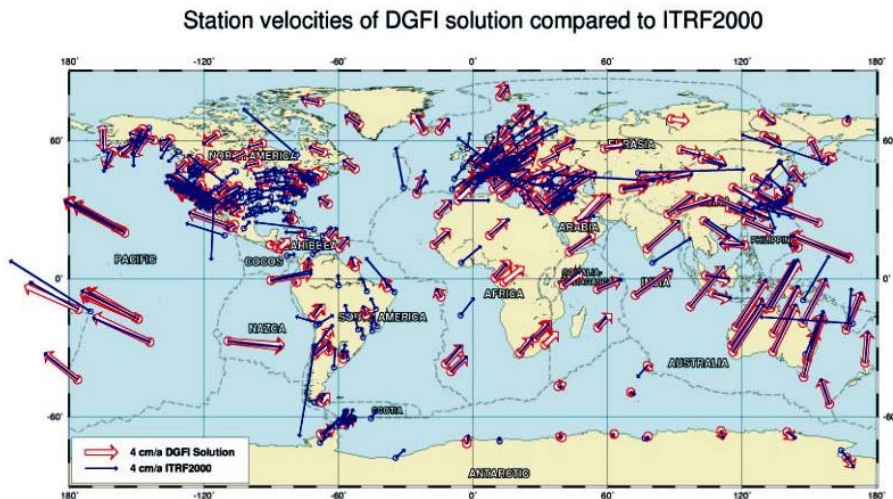 Station velocities of DGFI solution compared to ITRF2000
180˚ -120˚ -60˚ 0˚ 60˚ 120˚ 180˚
60˚ 60˚
NORTH AMERICA EURASIA
ARABIA
CARIBBEA PHILIPPIN
PACIFIC COCOS INDIA
0˚ 0˚
AFRICA
SOUTH AMERICA
NAZCA
AUSTRALIA
-60˚ -60˚
SCOTIA
4 cm/a DGFI Solution
4 cm/a ITRF2000
ANTARCTIC
180˚ -120˚ -60˚ 0˚ 60˚ 120˚ 180˚